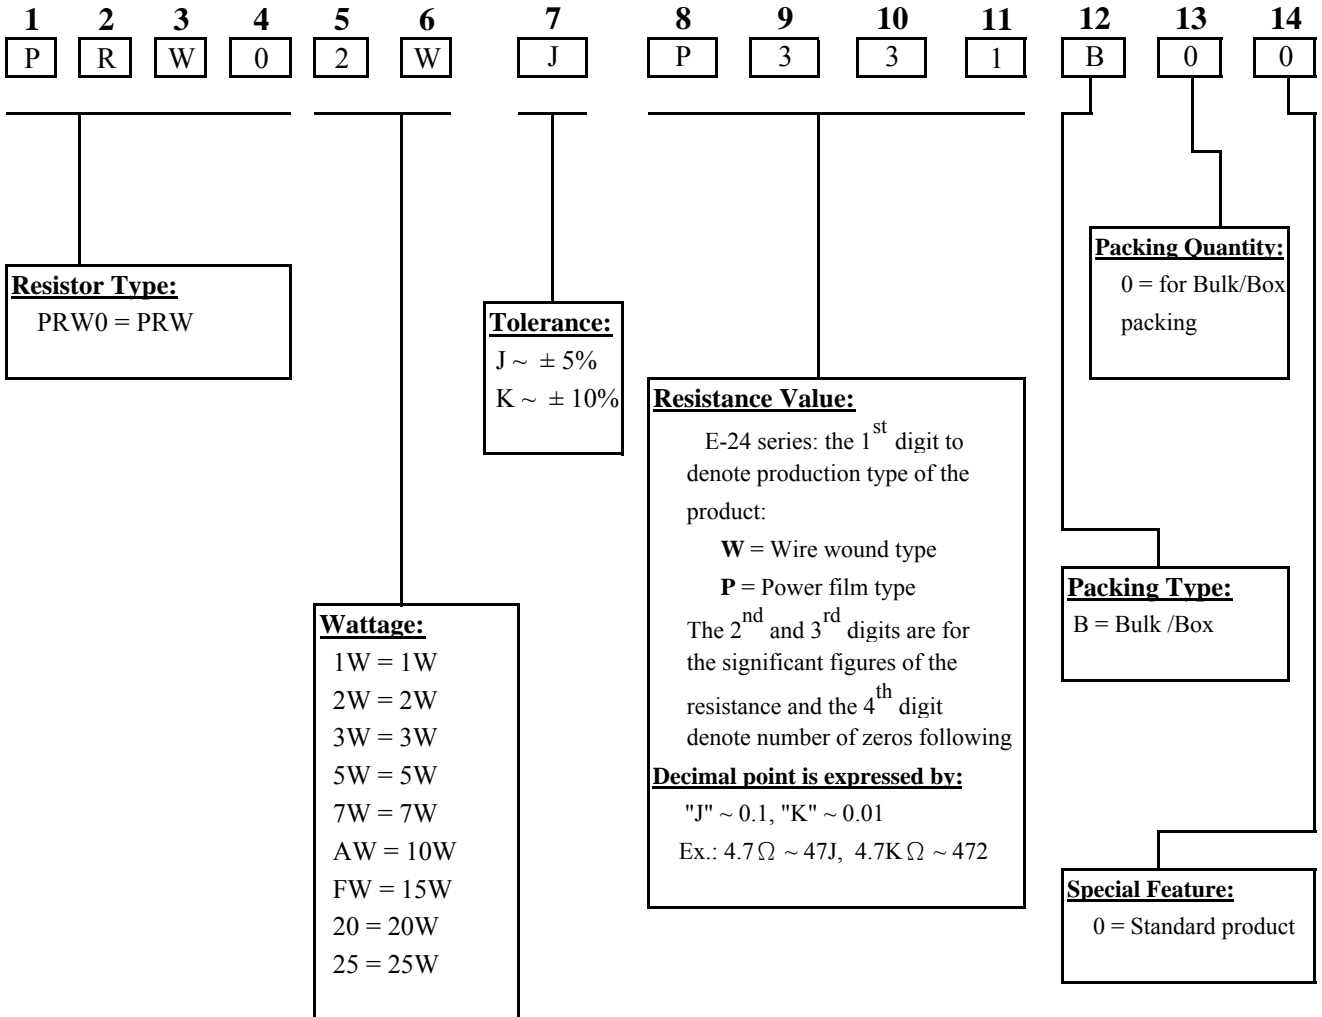 1 2 3 4 5 6 7 8 9 10 11 12 13 14
P R W 0 2 W J P 3 3 1 B 0 0
Resistor Type:
PRW0 = PRW
Wattage:
1W = 1W
2W = 2W
3W = 3W
5W = 5W
7W = 7W
AW = 10W
FW = 15W
20 = 20W
25 = 25W
Tolerance:
J ~ ± 5%
K ~ ± 10%
Resistance Value:
E-24 series: the 1st digit to
denote production type of the
product:
W = Wire wound type
P = Power film type
The 2nd and 3rd digits are for
the significant figures of the
resistance and the 4th digit
denote number of zeros following
Decimal point is expressed by:
"J" ~ 0.1, "K" ~ 0.01
Ex.: 4.7Ω ~ 47J, 4.7KΩ ~ 472
Packing Quantity:
0 = for Bulk/Box
packing
Packing Type:
B = Bulk /Box
Special Feature:
0 = Standard product